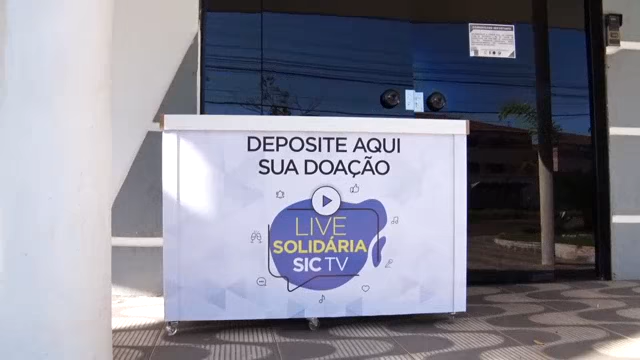 DEPOSITE AQUI
SUA DOAÇÃO
LIVE
SOLIDÁRIA
SIC TV